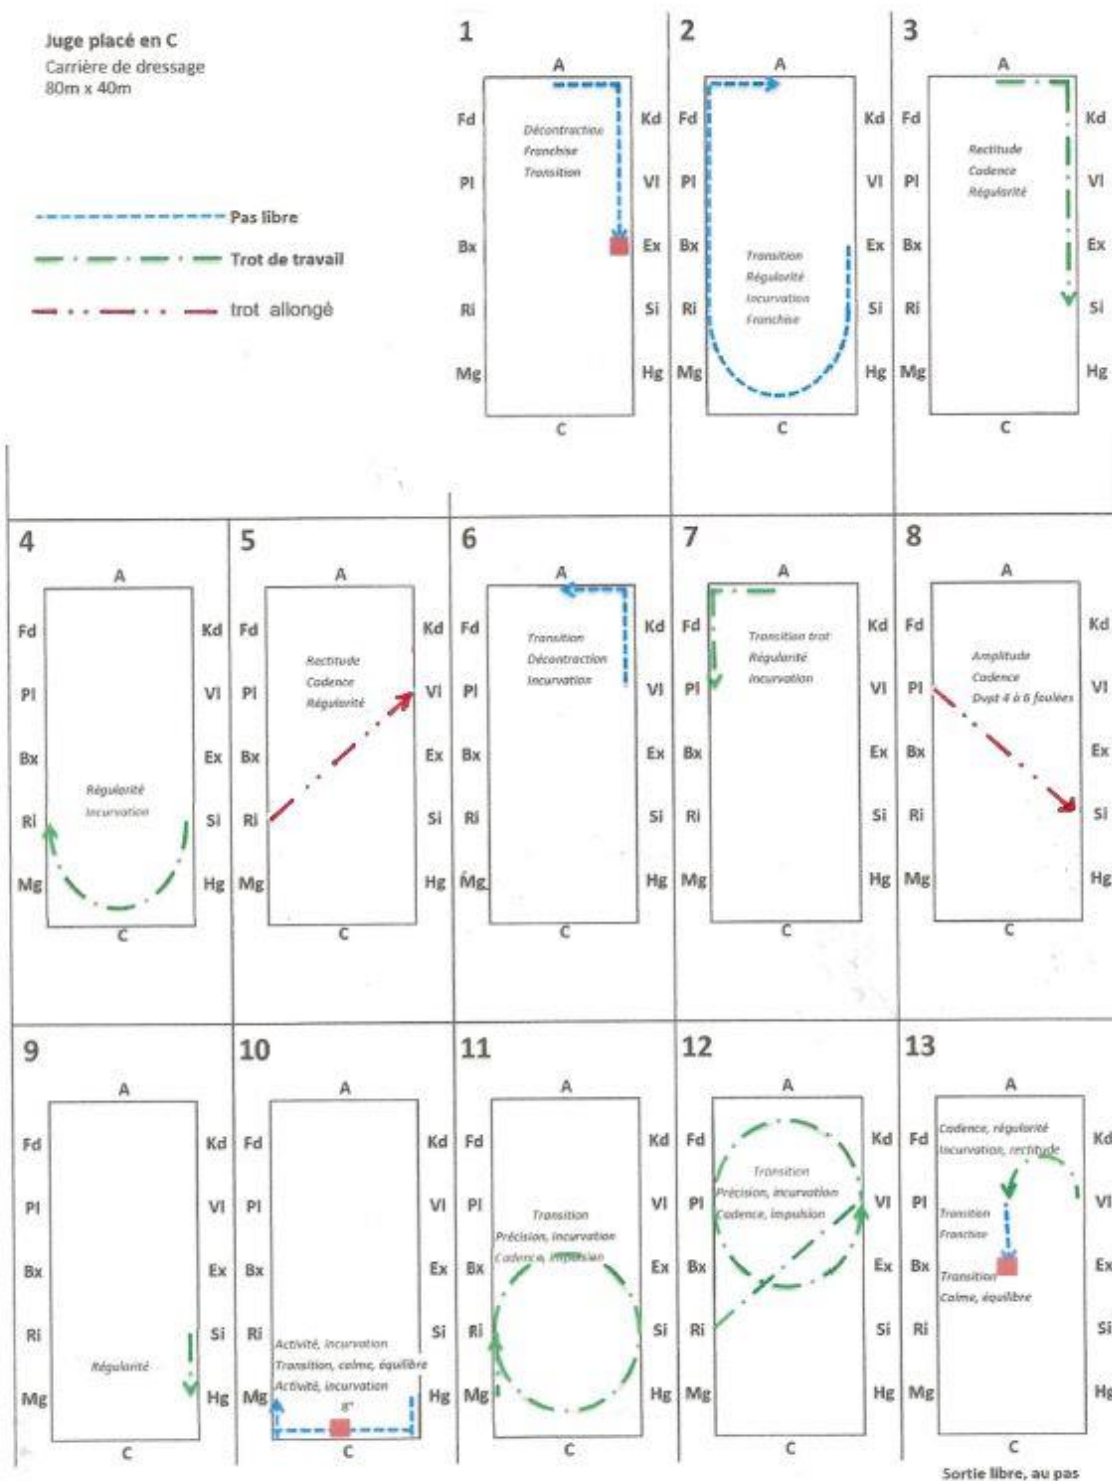 Juge placé en C
Carrière de dressage
80m x 40m
Pas libre
Trot de travail
trot allongé
1
A
Fd
Kd
Décontraction
Franchise
Transition
Pl
Vl
Bx
Ex
Ri
Si
Mg
Hg
C
2
A
Fd
Kd
Pl
Vl
Bx
Ex
Transition
Régularité
Incurvation
Franchise
Ri
Si
Mg
Hg
C
3
A
Fd
Kd
Rectitude
Cadence
Régularité
Pl
Vl
Bx
Ex
Ri
Si
Mg
Hg
C
4
A
Fd
Kd
Pl
Vl
Bx
Ex
Régularité
Incurvation
Ri
Si
Mg
Hg
C
5
A
Fd
Kd
Rectitude
Cadence
Régularité
Pl
Vl
Bx
Ex
Ri
Si
Mg
Hg
C
6
A
Fd
Kd
Transition
Décontraction
Incurvation
Pl
Vl
Bx
Ex
Ri
Si
Mg
Hg
C
7
A
Fd
Kd
Transition trot
Régularité
Incurvation
Pl
Vl
Bx
Ex
Ri
Si
Mg
Hg
C
8
A
Fd
Kd
Amplitude
Cadence
Dvpt 4 à 6 foulées
Pl
Vl
Bx
Ex
Ri
Si
Mg
Hg
C
9
A
Fd
Kd
Pl
Vl
Bx
Ex
Ri
Si
Régularité
Mg
Hg
C
10
A
Fd
Kd
Pl
Vl
Bx
Ex
Ri
Si
Activité, incurvation
Transition, calme, équilibre
Activité, incurvation
8"
Mg
Hg
C
11
A
Fd
Kd
Pl
Vl
Transition
Précision, incurvation
Cadence, impulsion
Bx
Ex
Ri
Si
Mg
Hg
C
12
A
Fd
Kd
Transition
Précision, incurvation
Cadence, impulsion
Pl
Vl
Bx
Ex
Ri
Si
Mg
Hg
C
13
A
Cadence, régularité
Incurvation, rectitude
Fd
Kd
Pl
Vl
Transition
Franchise
Bx
Ex
Transition
Calme, équilibre
Ri
Si
Mg
Hg
C
Sortie libre, au pas